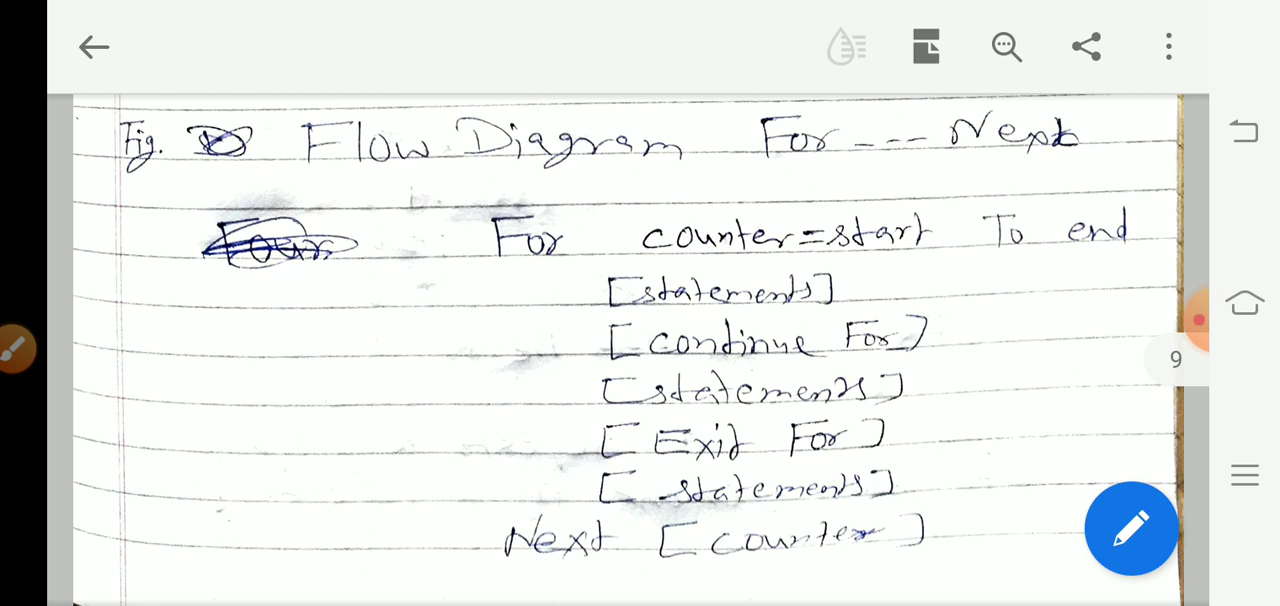 Fig. Flow Diagram For --- Next
For counter=start To end
[statements]
[continue For]
[statements]
[Exit For]
[statements]
Next [counter]
9